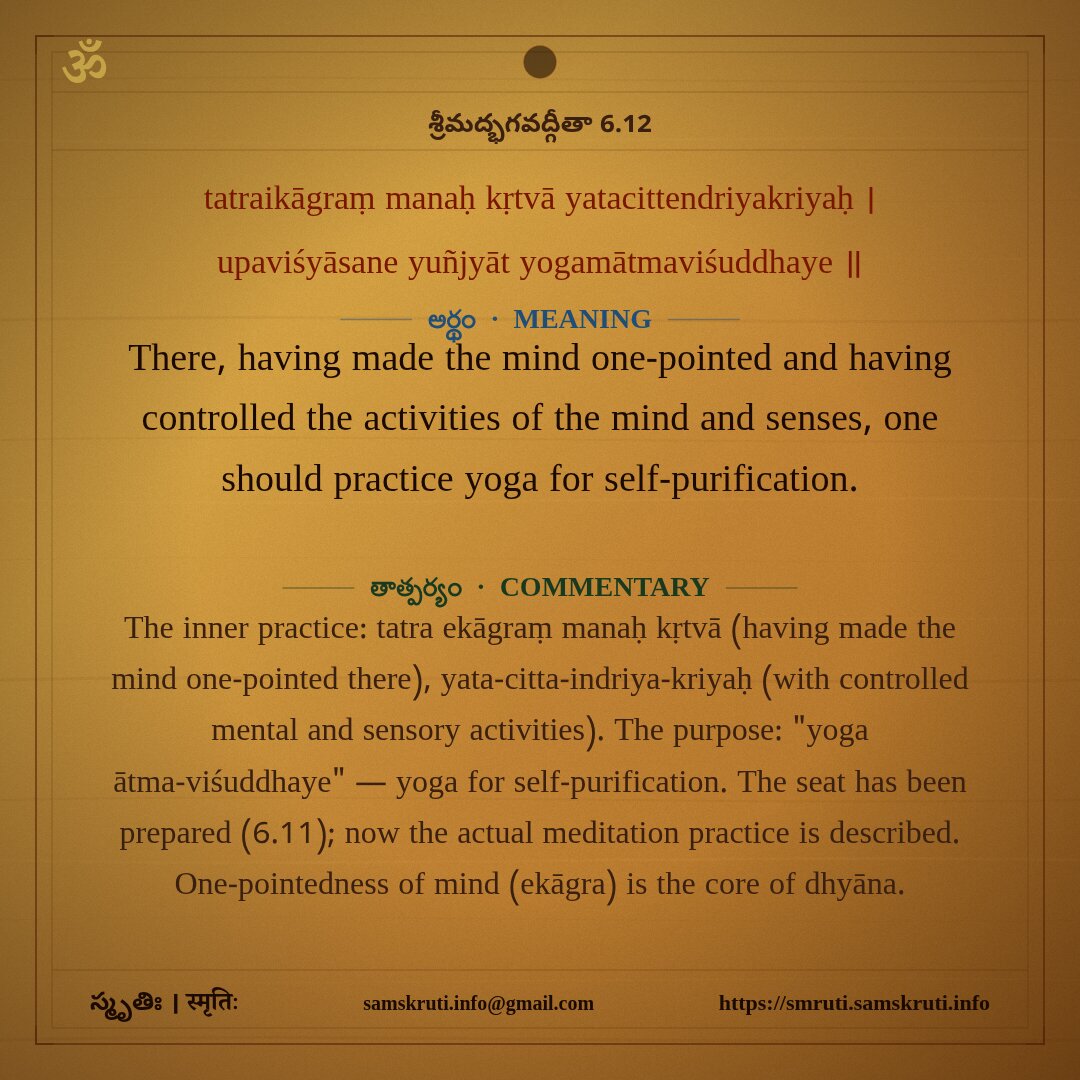 ॐ
శ్రీమద్భగవద్గీతా 6.12
tatraikāgraṃ manaḥ kṛtvā yatacittendriyakriyaḥ |
upaviśyāsane yuñjyāt yogamātmaviśuddhaye ||
అర్థం · MEANING
There, having made the mind one-pointed and having
controlled the activities of the mind and senses, one
should practice yoga for self-purification.
తాత్పర్యం · COMMENTARY
The inner practice: tatra ekāgraṃ manaḥ kṛtvā (having made the
mind one-pointed there), yata-citta-indriya-kriyaḥ (with controlled
mental and sensory activities). The purpose: "yoga
ātma-viśuddhaye" — yoga for self-purification. The seat has been
prepared (6.11); now the actual meditation practice is described.
One-pointedness of mind (ekāgra) is the core of dhyāna.
స్మృతిః | स्मृतिः samskruti.info@gmail.com https://smruti.samskruti.info